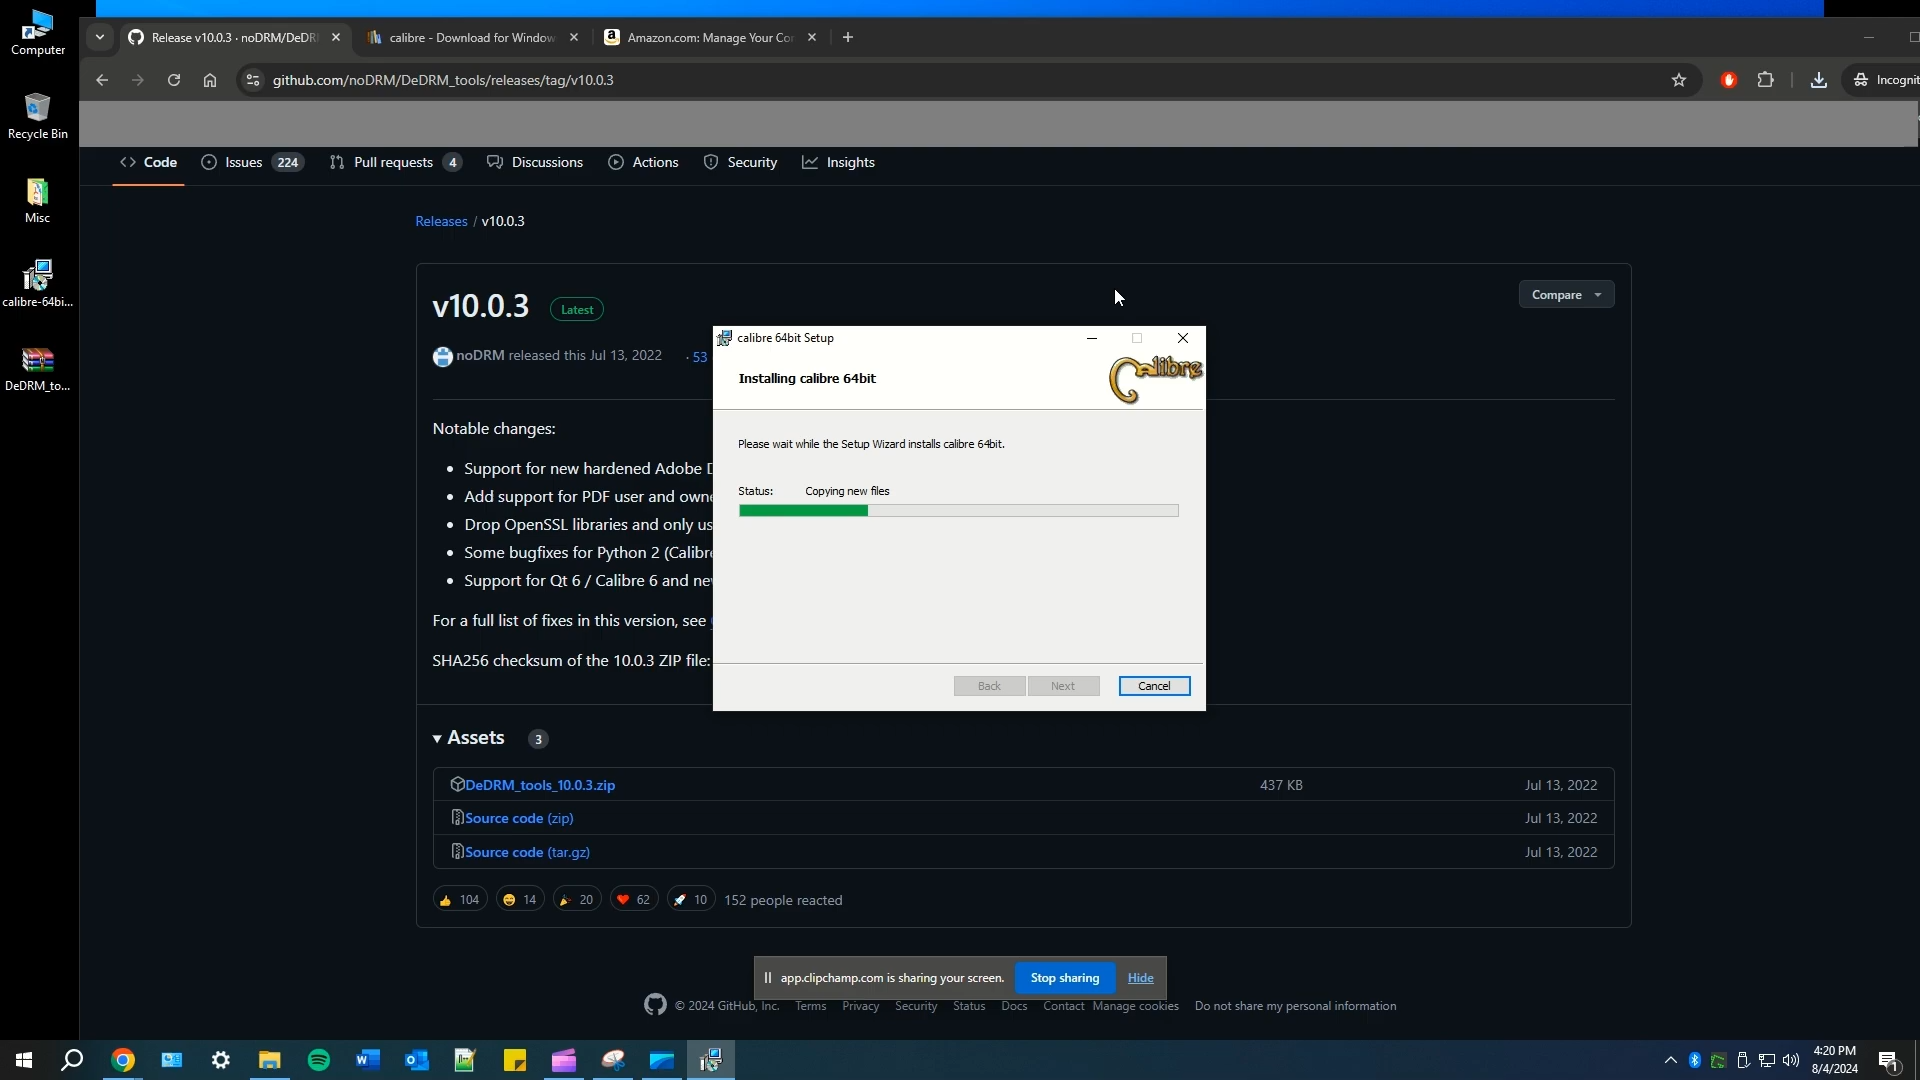 Computer
Recycle Bin
Misc
calibre-64bi...
DeDRM_to...
Release v10.0.3 · noDRM/DeDR
calibre - Download for Window
Amazon.com: Manage Your Co
github.com/noDRM/DeDRM_tools/releases/tag/v10.0.3
Incognit
Code
Issues 224
Pull requests 4
Discussions
Actions
Security
Insights
Releases / v10.0.3
v10.0.3 Latest
Compare
noDRM released this Jul 13, 2022 · 53
Notable changes:
Support for new hardened Adobe D
Add support for PDF user and owne
Drop OpenSSL libraries and only us
Some bugfixes for Python 2 (Calibre
Support for Qt 6 / Calibre 6 and new
For a full list of fixes in this version, see
SHA256 checksum of the 10.0.3 ZIP file:
calibre 64bit Setup
Installing calibre 64bit
Calibre
Please wait while the Setup Wizard installs calibre 64bit.
Status: Copying new files
Back
Next
Cancel
Assets 3
DeDRM_tools_10.0.3.zip 437 KB Jul 13, 2022
Source code (zip) Jul 13, 2022
Source code (tar.gz) Jul 13, 2022
104 14 20 62 10 152 people reacted
app.clipchamp.com is sharing your screen. Stop sharing Hide
© 2024 GitHub, Inc. Terms Privacy Security Status Docs Contact Manage cookies Do not share my personal information
4:20 PM
8/4/2024
1